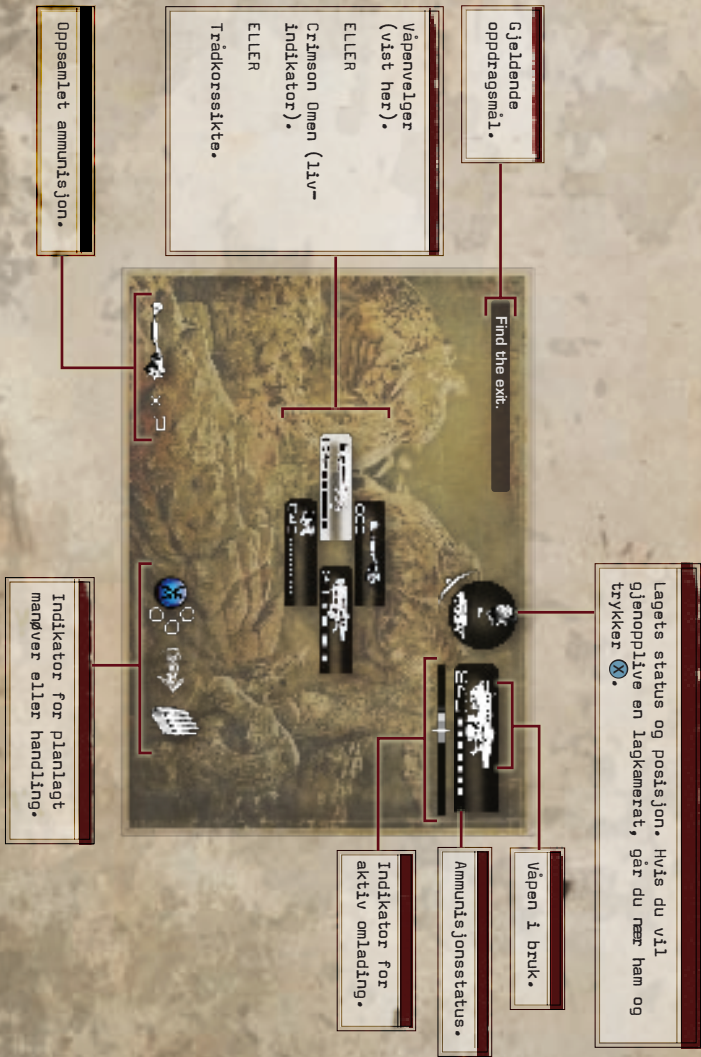 Gjeldende
oppdragsmål.
Lagets status og posisjon. Hvis du vil
gjenopplive en lagkamerat, går du nær ham og
trykker X.
Våpen i bruk.
Ammunisjonsstatus.
Indikator for
aktiv omlading.
Våpenvelger
(vist her).
ELLER
Crimson Omen (liv-
indikator).
ELLER
Trådkorssikte.
Find the exit.
X
Oppsamlet ammunisjon.
Indikator for planlagt
manøver eller handling.